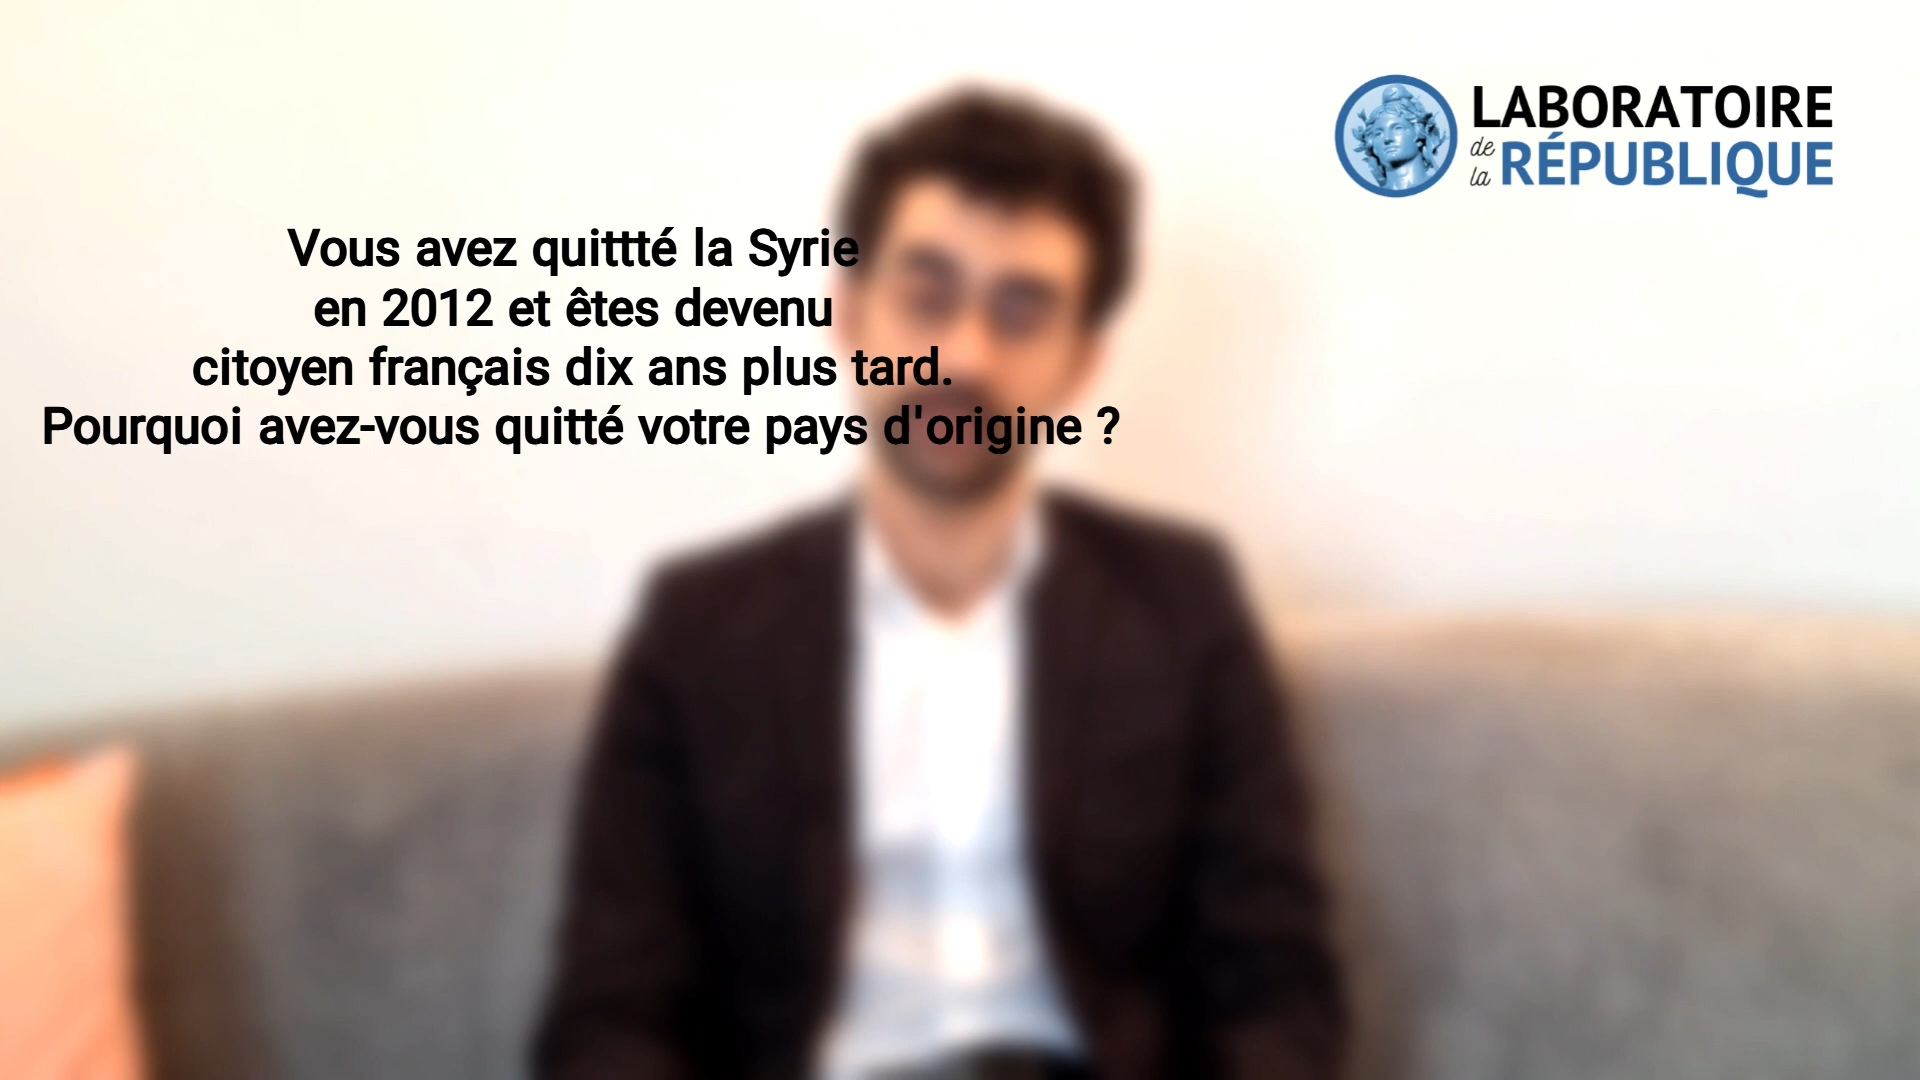 LABORATOIRE
de la RÉPUBLIQUE
Vous avez quittté la Syrie
en 2012 et êtes devenu
citoyen français dix ans plus tard.
Pourquoi avez-vous quitté votre pays d'origine ?